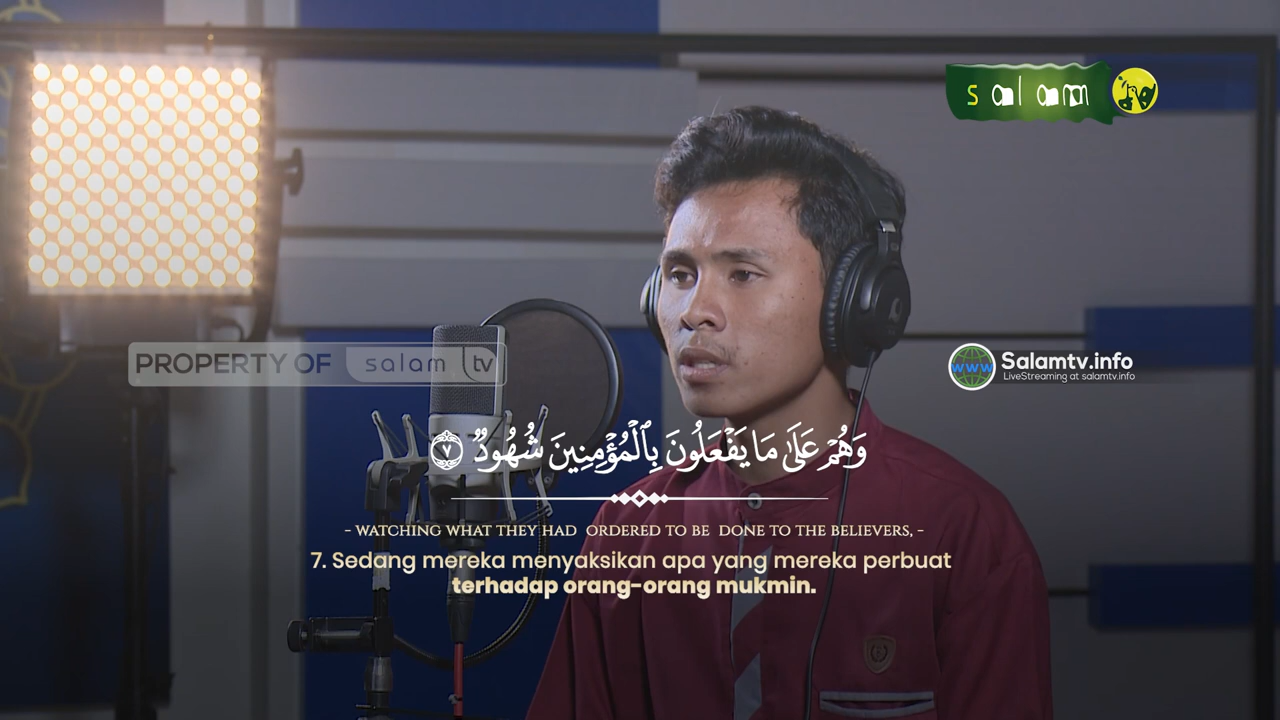 salam
PROPERTY OF salam tv
Salamtv.info
www
LiveStreaming at salamtv.info
وَهُمْ عَلَىٰ مَا يَفْعَلُونَ بِٱلْمُؤْمِنِينَ شُهُودٌ ٧
- WATCHING WHAT THEY HAD ORDERED TO BE DONE TO THE BELIEVERS, -
7. Sedang mereka menyaksikan apa yang mereka perbuat
terhadap orang-orang mukmin.